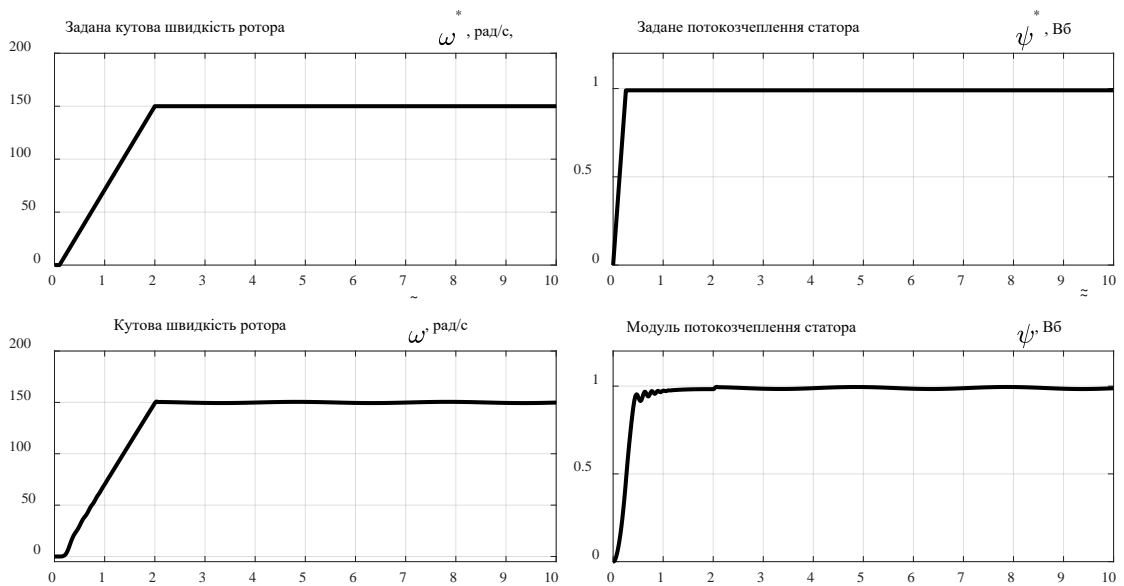 Задана кутова швидкість ротора ω*, рад/с,
200
150
100
50
0
0 1 2 3 4 5 6 7 8 9 10
˜
Задане потокозчеплення статора ψ*, Вб
1
0.5
0
0 1 2 3 4 5 6 7 8 9 10
≈
Кутова швидкість ротора ω, рад/с
200
150
100
50
0
0 1 2 3 4 5 6 7 8 9 10
Модуль потокозчеплення статора ψ, Вб
1
0.5
0
0 1 2 3 4 5 6 7 8 9 10